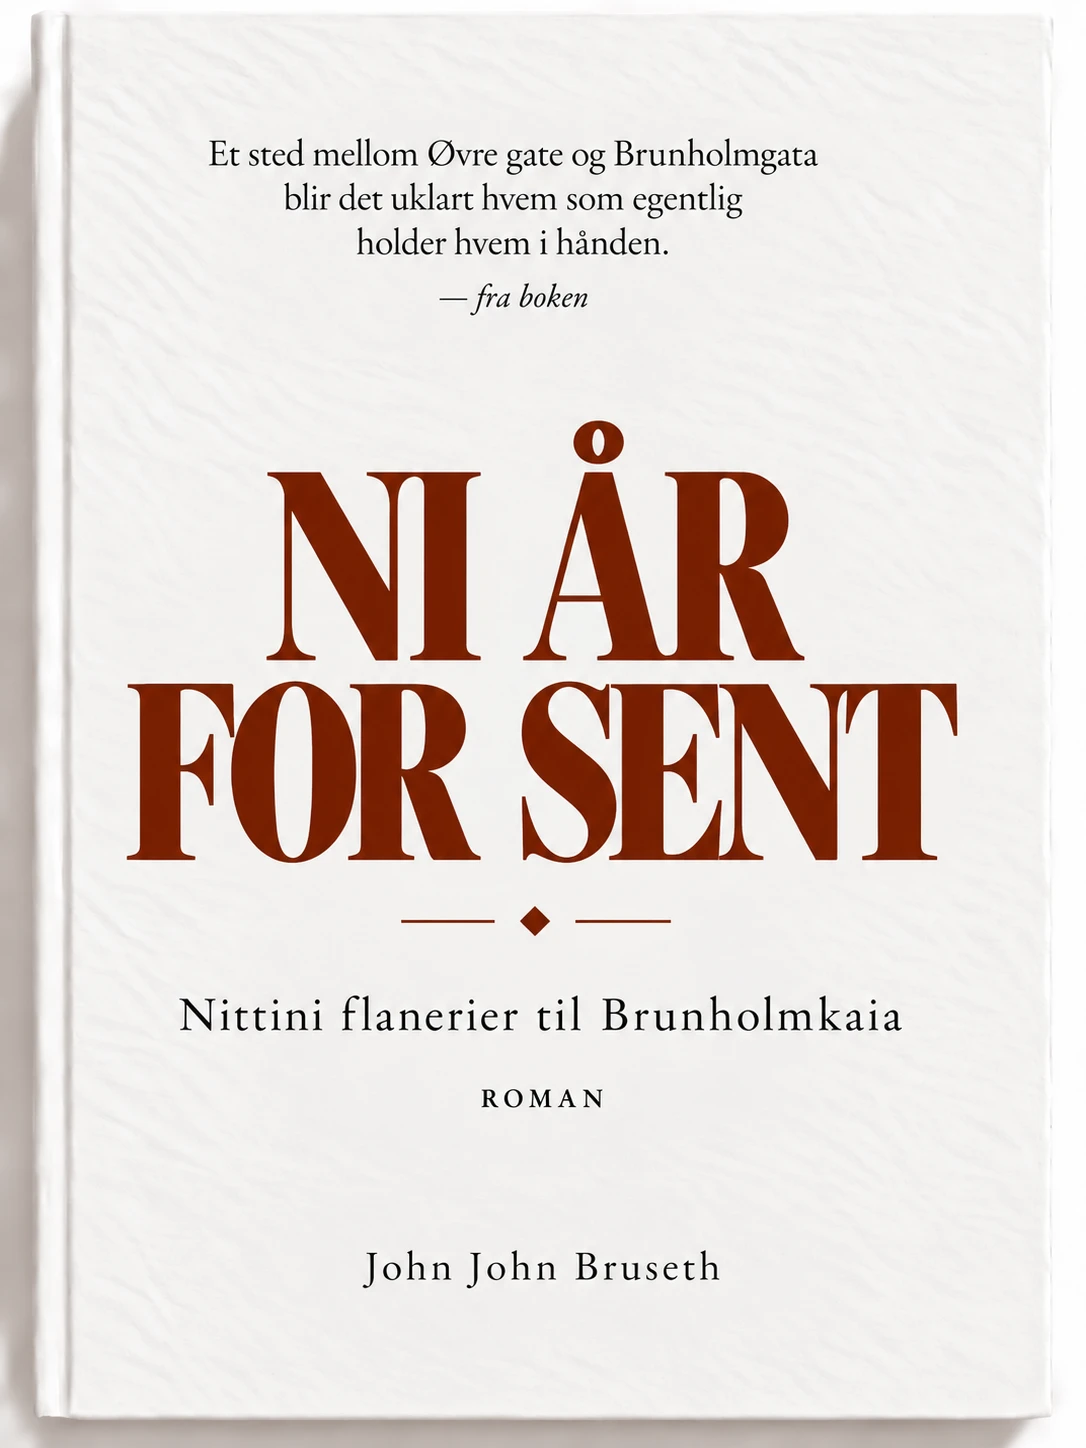 Et sted mellom Øvre gate og Brunholmgata
blir det uklart hvem som egentlig
holder hvem i hånden.
— fra boken
NI ÅR
FOR SENT
Nittini flanerier til Brunholmkaia
ROMAN
John John Bruseth